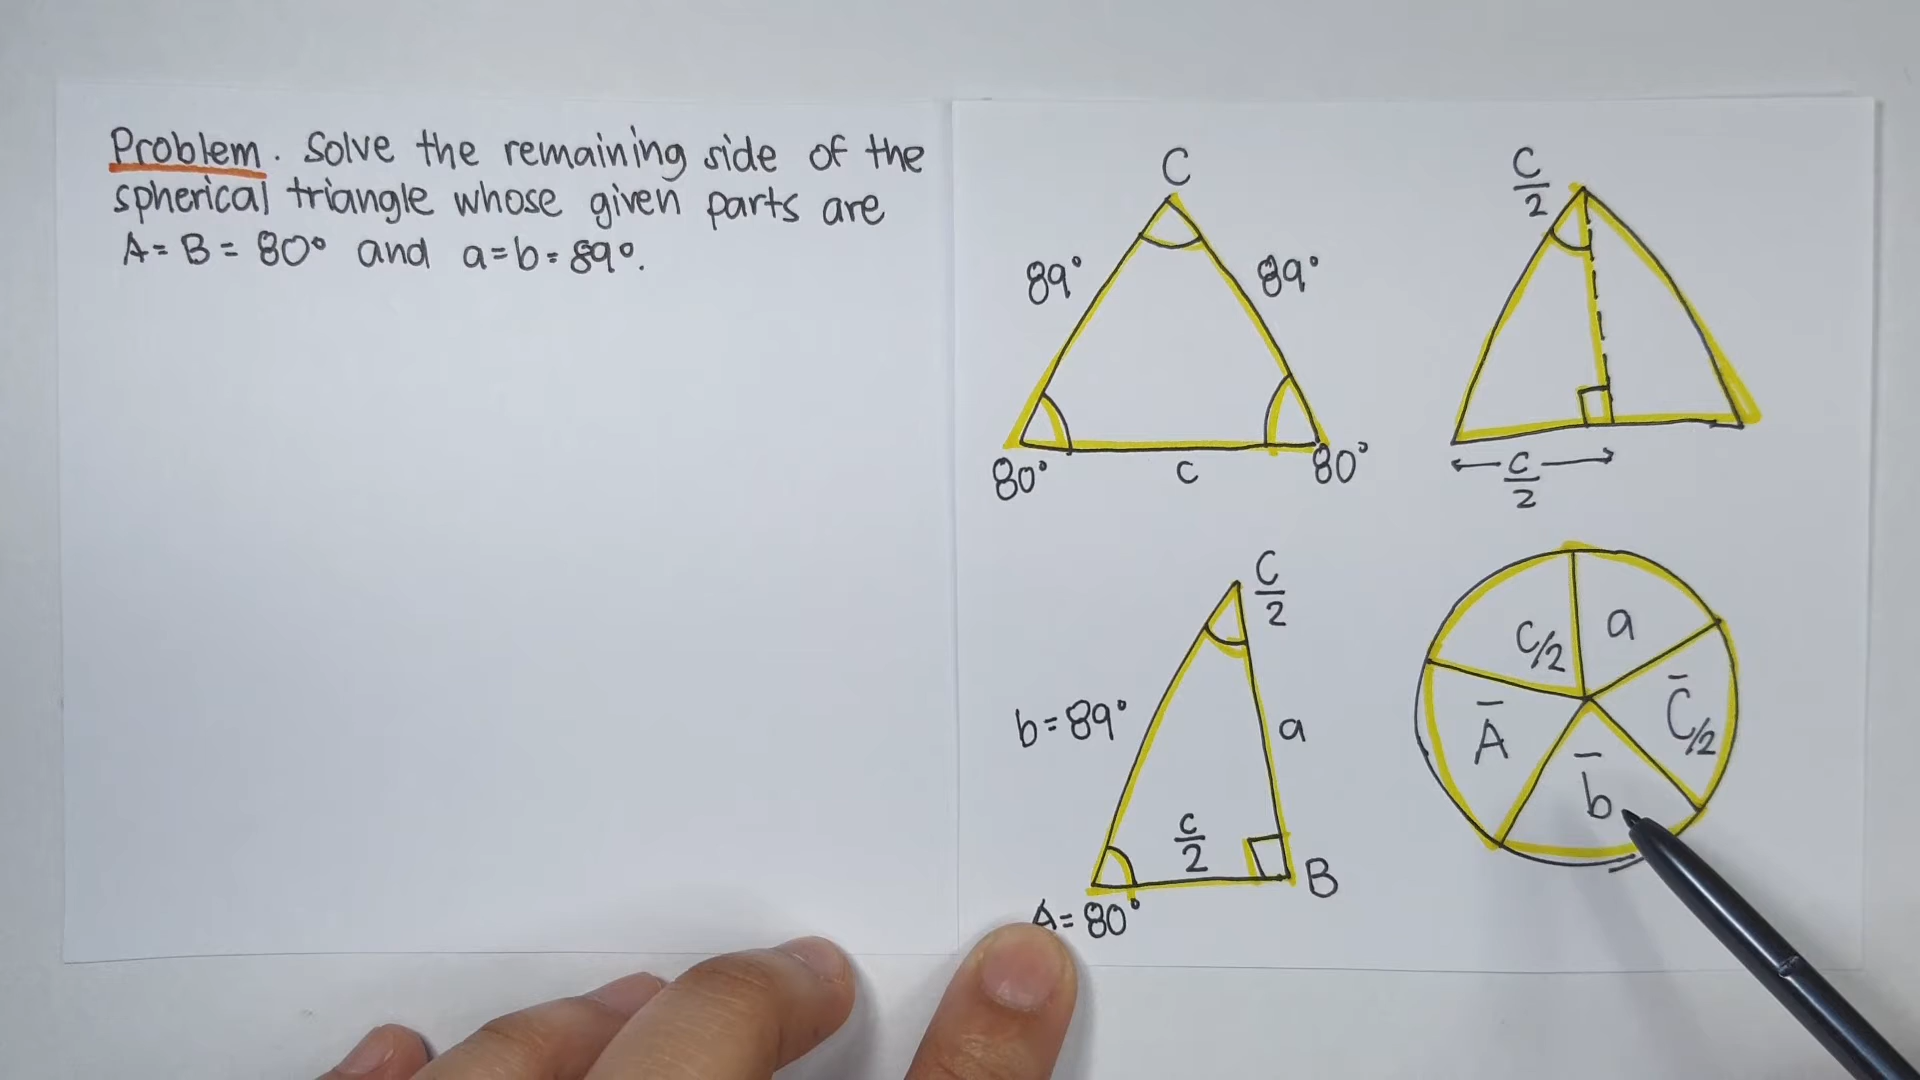 Problem. Solve the remaining side of the
spherical triangle whose given parts are
A = B = 80° and a = b = 89°.
C
89°
89°
80°
c
80°
C/2
c/2
C/2
b = 89°
a
c/2
B
A = 80°
C/2
a
C̅/2
A̅
b̅